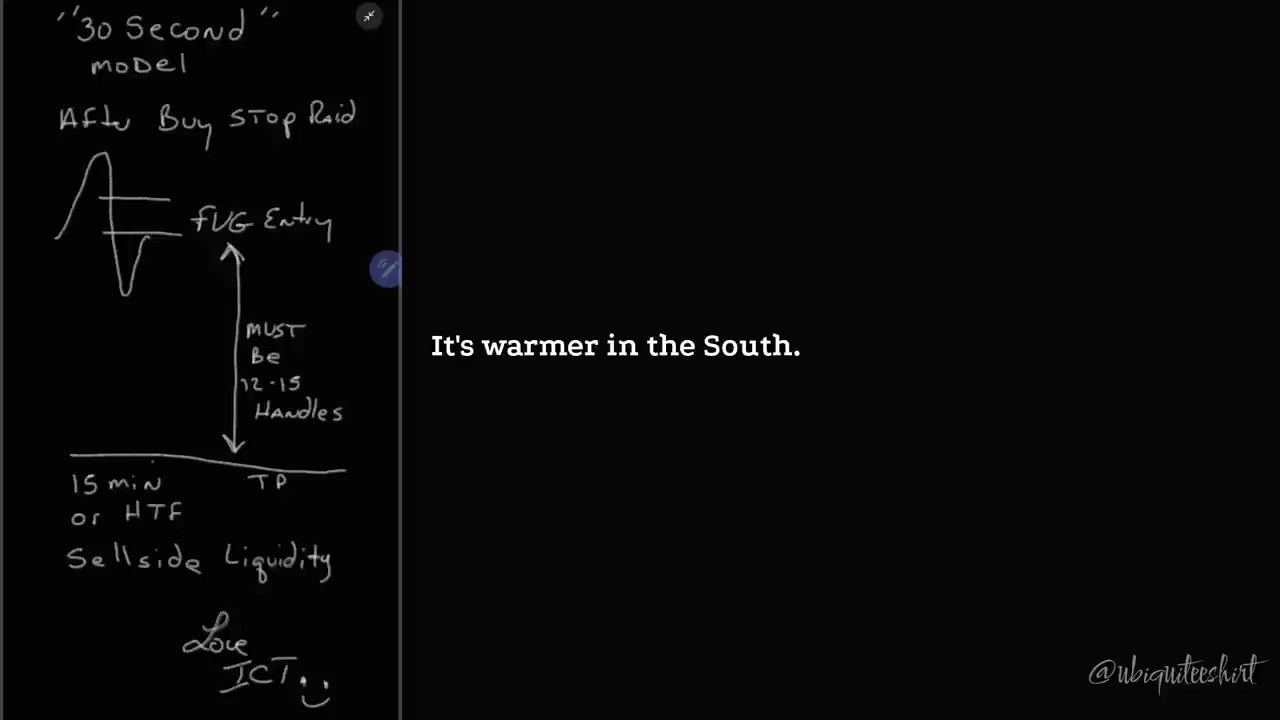 "30 Second"
Model
After Buy Stop Raid
FVG Entry
MUST
Be
12-15
Handles
15 min
TP
or HTF
Sellside Liquidity
Love
ICT
It's warmer in the South.
@ubiquiteeshirt